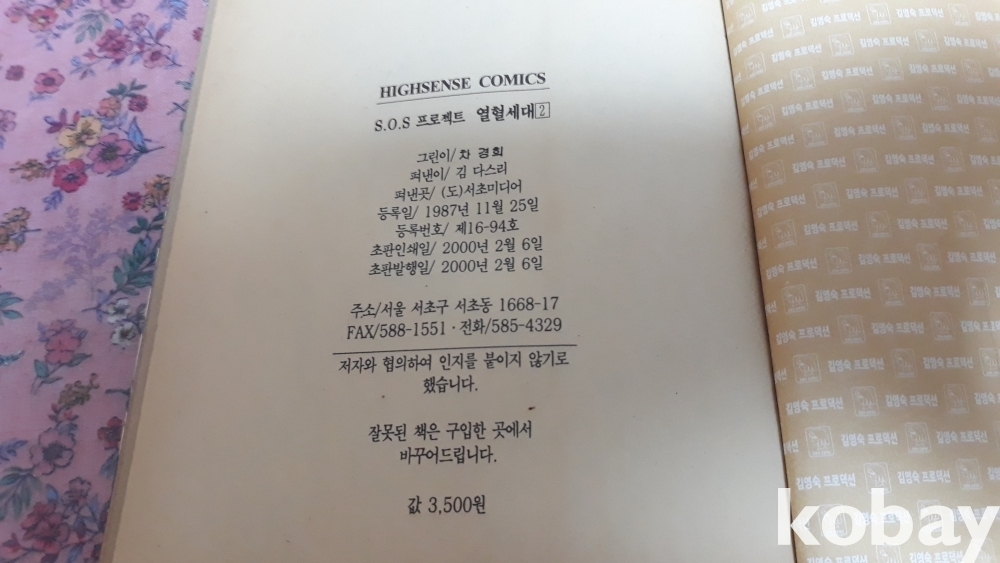 HIGHSENSE COMICS
S.O.S 프로젝트 열혈세대 2
그린이/ 차 경희
펴낸이/ 김 다스리
펴낸곳/ (도)서초미디어
등록일/ 1987년 11월 25일
등록번호/ 제16-94호
초판인쇄일/ 2000년 2월 6일
초판발행일/ 2000년 2월 6일
주소/서울 서초구 서초동 1668-17
FAX/588-1551 · 전화/585-4329
저자와 협의하여 인지를 붙이지 않기로
했습니다.
잘못된 책은 구입한 곳에서
바꾸어드립니다.
값 3,500원
김영숙 프로덕션
kobay